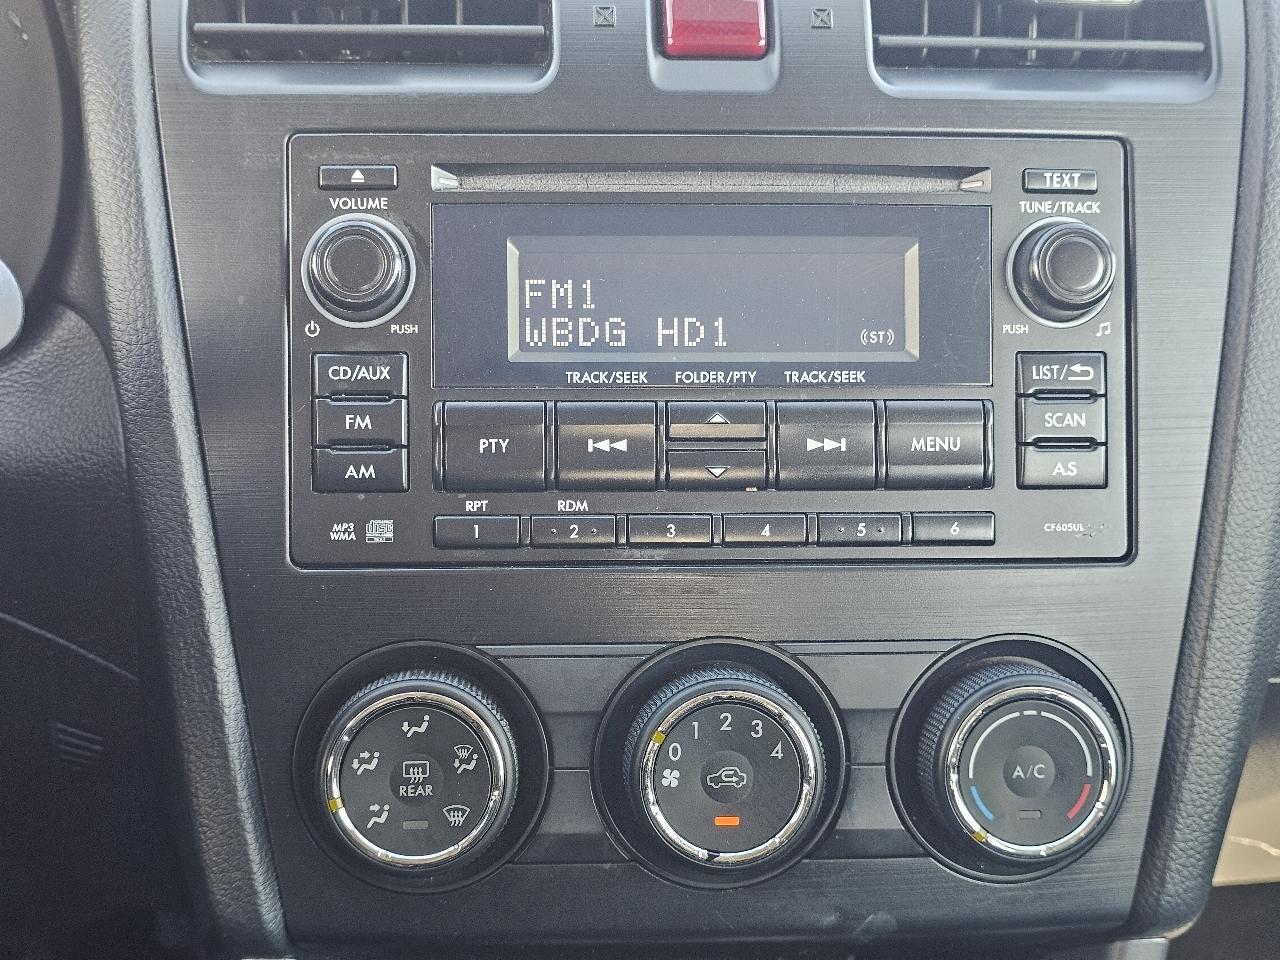 TEXT
VOLUME
TUNE/TRACK
FM1
WBDG HD1
(ST)
PUSH
PUSH
TRACK/SEEK
FOLDER/PTY
TRACK/SEEK
CD/AUX
LIST/
FM
SCAN
PTY
MENU
AM
AS
RPT
RDM
1
2
3
4
5
6
MP3
WMA
COMPACT
disc
CF605UL
REAR
0
1
2
3
4
A/C